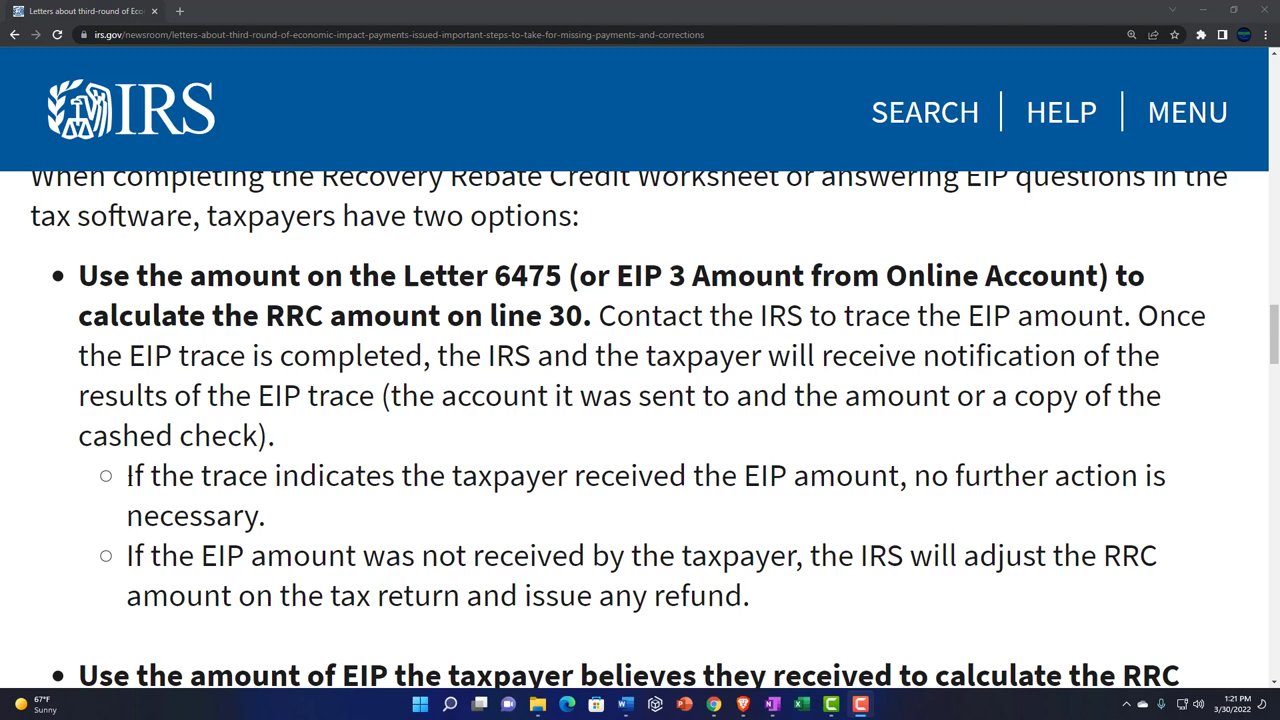 Letters about third-round of Eco
irs.gov/newsroom/letters-about-third-round-of-economic-impact-payments-issued-important-steps-to-take-for-missing-payments-and-corrections
IRS
SEARCH
HELP
MENU
When completing the Recovery Rebate Credit Worksheet or answering EIP questions in the
tax software, taxpayers have two options:
• Use the amount on the Letter 6475 (or EIP 3 Amount from Online Account) to
calculate the RRC amount on line 30. Contact the IRS to trace the EIP amount. Once
the EIP trace is completed, the IRS and the taxpayer will receive notification of the
results of the EIP trace (the account it was sent to and the amount or a copy of the
cashed check).
○ If the trace indicates the taxpayer received the EIP amount, no further action is
necessary.
○ If the EIP amount was not received by the taxpayer, the IRS will adjust the RRC
amount on the tax return and issue any refund.
• Use the amount of EIP the taxpayer believes they received to calculate the RRC
67°F
Sunny
1:21 PM
3/30/2022